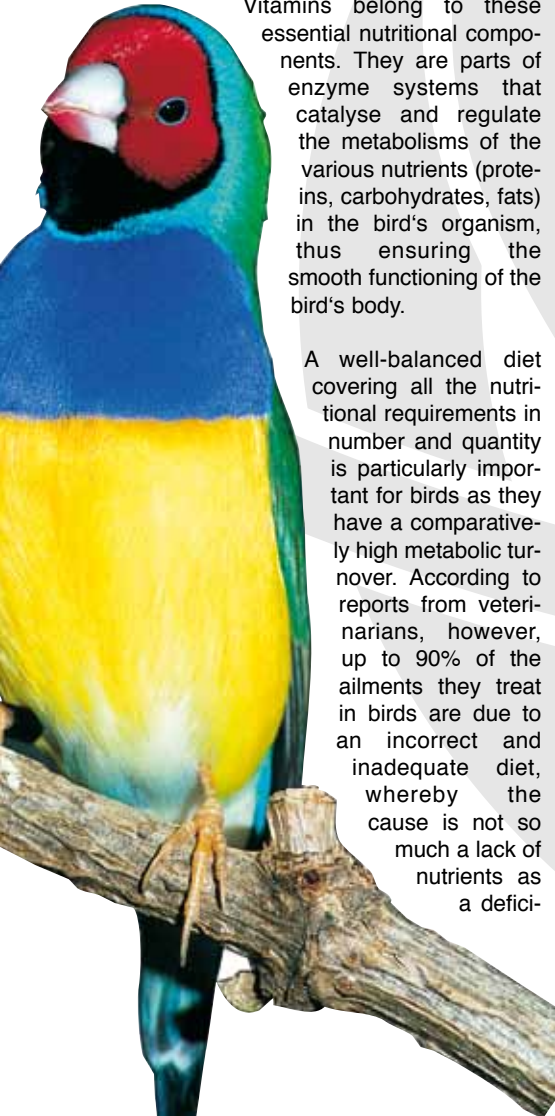 Vitamins belong to these
essential nutritional compo-
nents. They are parts of
enzyme systems that
catalyse and regulate
the metabolisms of the
various nutrients (prote-
ins, carbohydrates, fats)
in the bird‘s organism,
thus ensuring the
smooth functioning of the
bird‘s body.
A well-balanced diet
covering all the nutri-
tional requirements in
number and quantity
is particularly impor-
tant for birds as they
have a comparative-
ly high metabolic tur-
nover. According to
reports from veteri-
narians, however,
up to 90% of the
ailments they treat
in birds are due to
an incorrect and
inadequate diet,
whereby the
cause is not so
much a lack of
nutrients as
a defici-